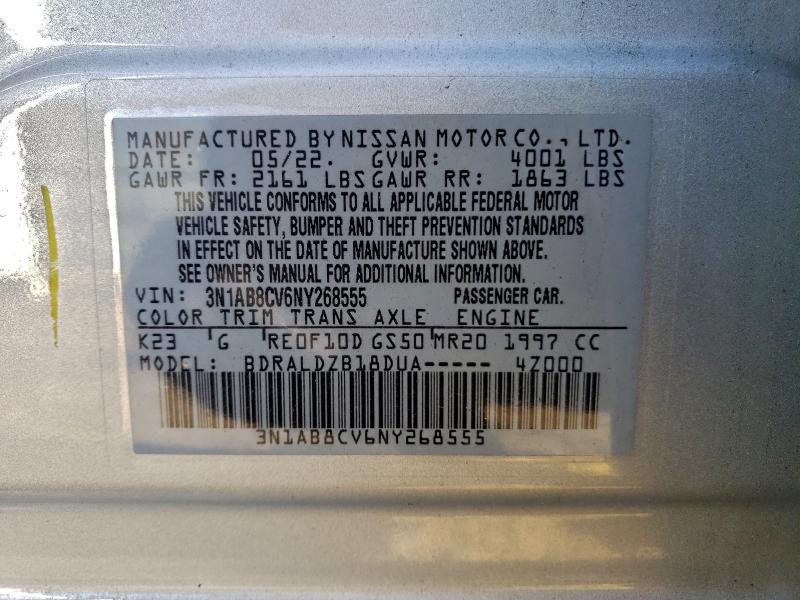 MANUFACTURED BY NISSAN MOTOR CO., LTD.
DATE: 05/22. GVWR: 4001 LBS
GAWR FR: 2161 LBS GAWR RR: 1863 LBS
THIS VEHICLE CONFORMS TO ALL APPLICABLE FEDERAL MOTOR
VEHICLE SAFETY, BUMPER AND THEFT PREVENTION STANDARDS
IN EFFECT ON THE DATE OF MANUFACTURE SHOWN ABOVE.
SEE OWNER'S MANUAL FOR ADDITIONAL INFORMATION.
VIN: 3N1AB8CV6NY268555 PASSENGER CAR.
COLOR TRIM TRANS AXLE ENGINE
K23 G RE0F10D GS50 MR20 1997 CC
MODEL: BDRALDZB18DUA----- 4Z000
3N1AB8CV6NY268555